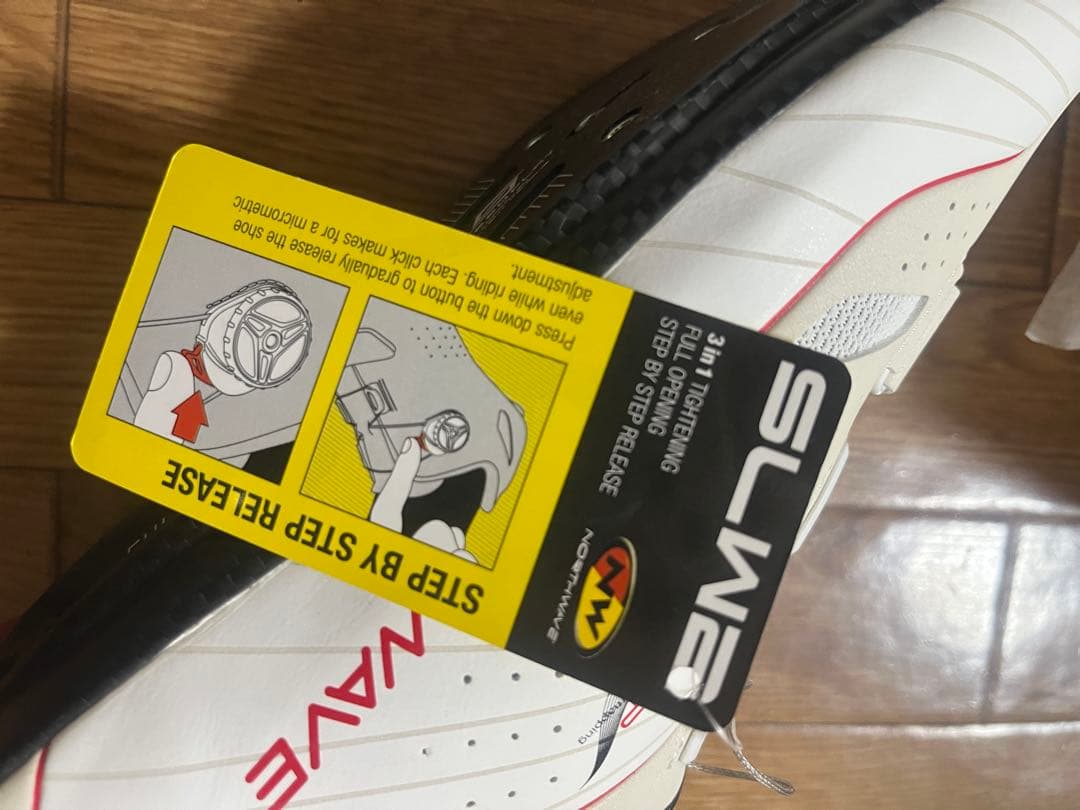 SLW2
3 in 1 TIGHTENING
FULL OPENING
STEP BY STEP RELEASE
NW
NORTHWAVE
STEP BY STEP RELEASE
Press down the button to gradually release the shoe
even while riding. Each click makes for a micrometric
adjustment.
WAVE